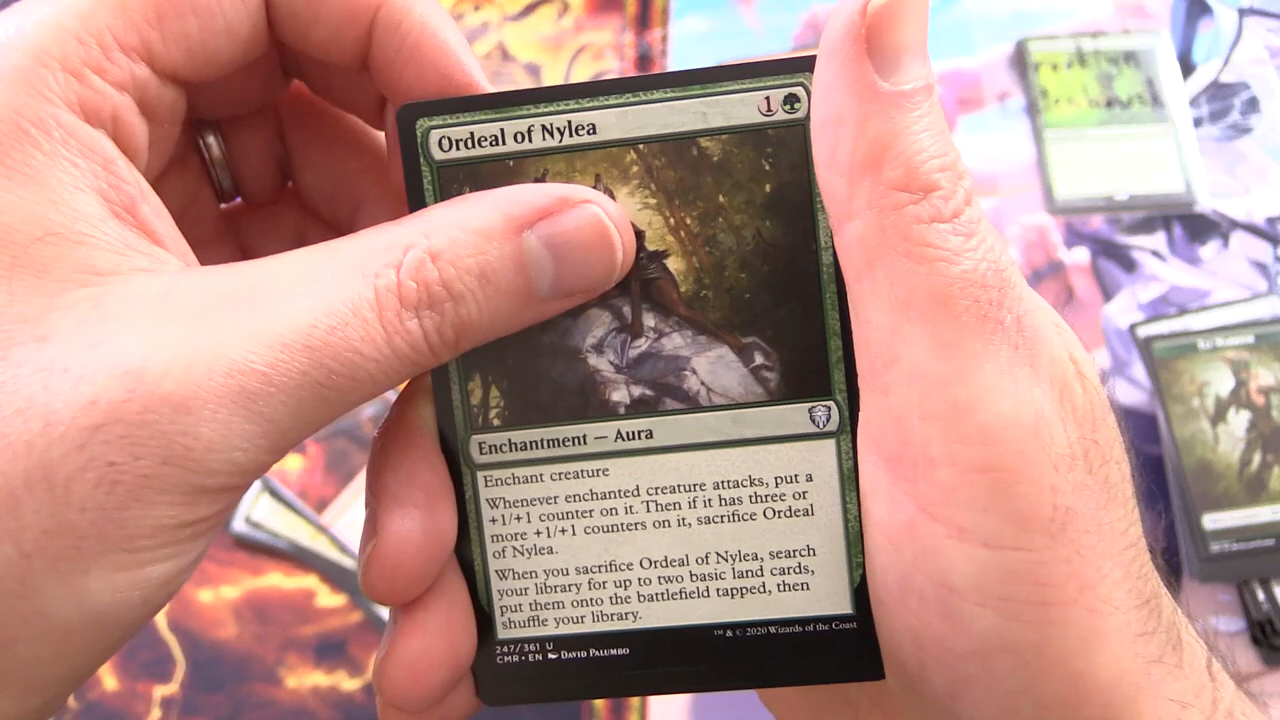 Ordeal of Nylea
1
Enchantment — Aura
Enchant creature
Whenever enchanted creature attacks, put a
+1/+1 counter on it. Then if it has three or
more +1/+1 counters on it, sacrifice Ordeal
of Nylea.
When you sacrifice Ordeal of Nylea, search
your library for up to two basic land cards,
put them onto the battlefield tapped, then
shuffle your library.
247/361 U
CMR • EN David Palumbo
™ & © 2020 Wizards of the Coast